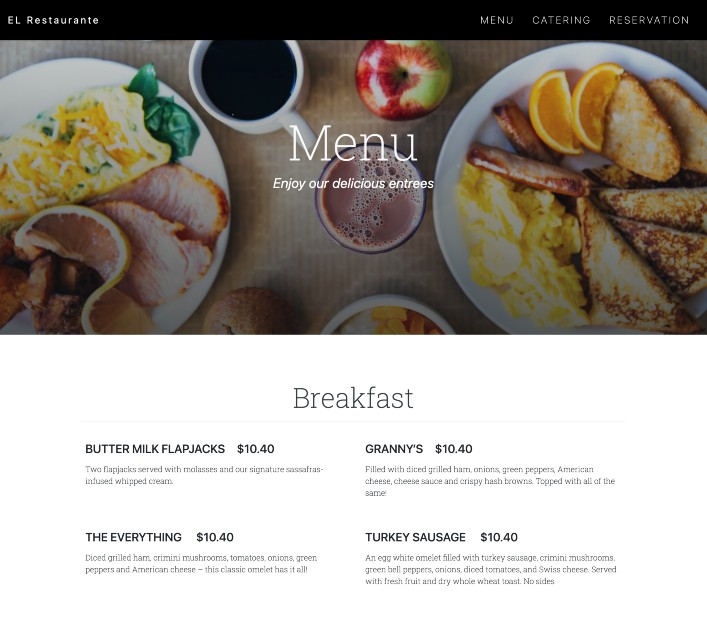 EL Restaurante
MENU CATERING RESERVATION
Menu
Enjoy our delicious entrees
Breakfast
BUTTER MILK FLAPJACKS $10.40
Two flapjacks served with molasses and our signature sassafras-
infused whipped cream.
GRANNY'S $10.40
Filled with diced grilled ham, onions, green peppers, American
cheese, cheese sauce and crispy hash browns. Topped with all of the
same!
THE EVERYTHING $10.40
Diced grilled ham, crimini mushrooms, tomatoes, onions, green
peppers and American cheese – this classic omelet has it all!
TURKEY SAUSAGE $10.40
An egg white omelet filled with turkey sausage, crimini mushrooms,
green bell peppers, onions, diced tomatoes, and Swiss cheese. Served
with fresh fruit and dry whole wheat toast. No sides